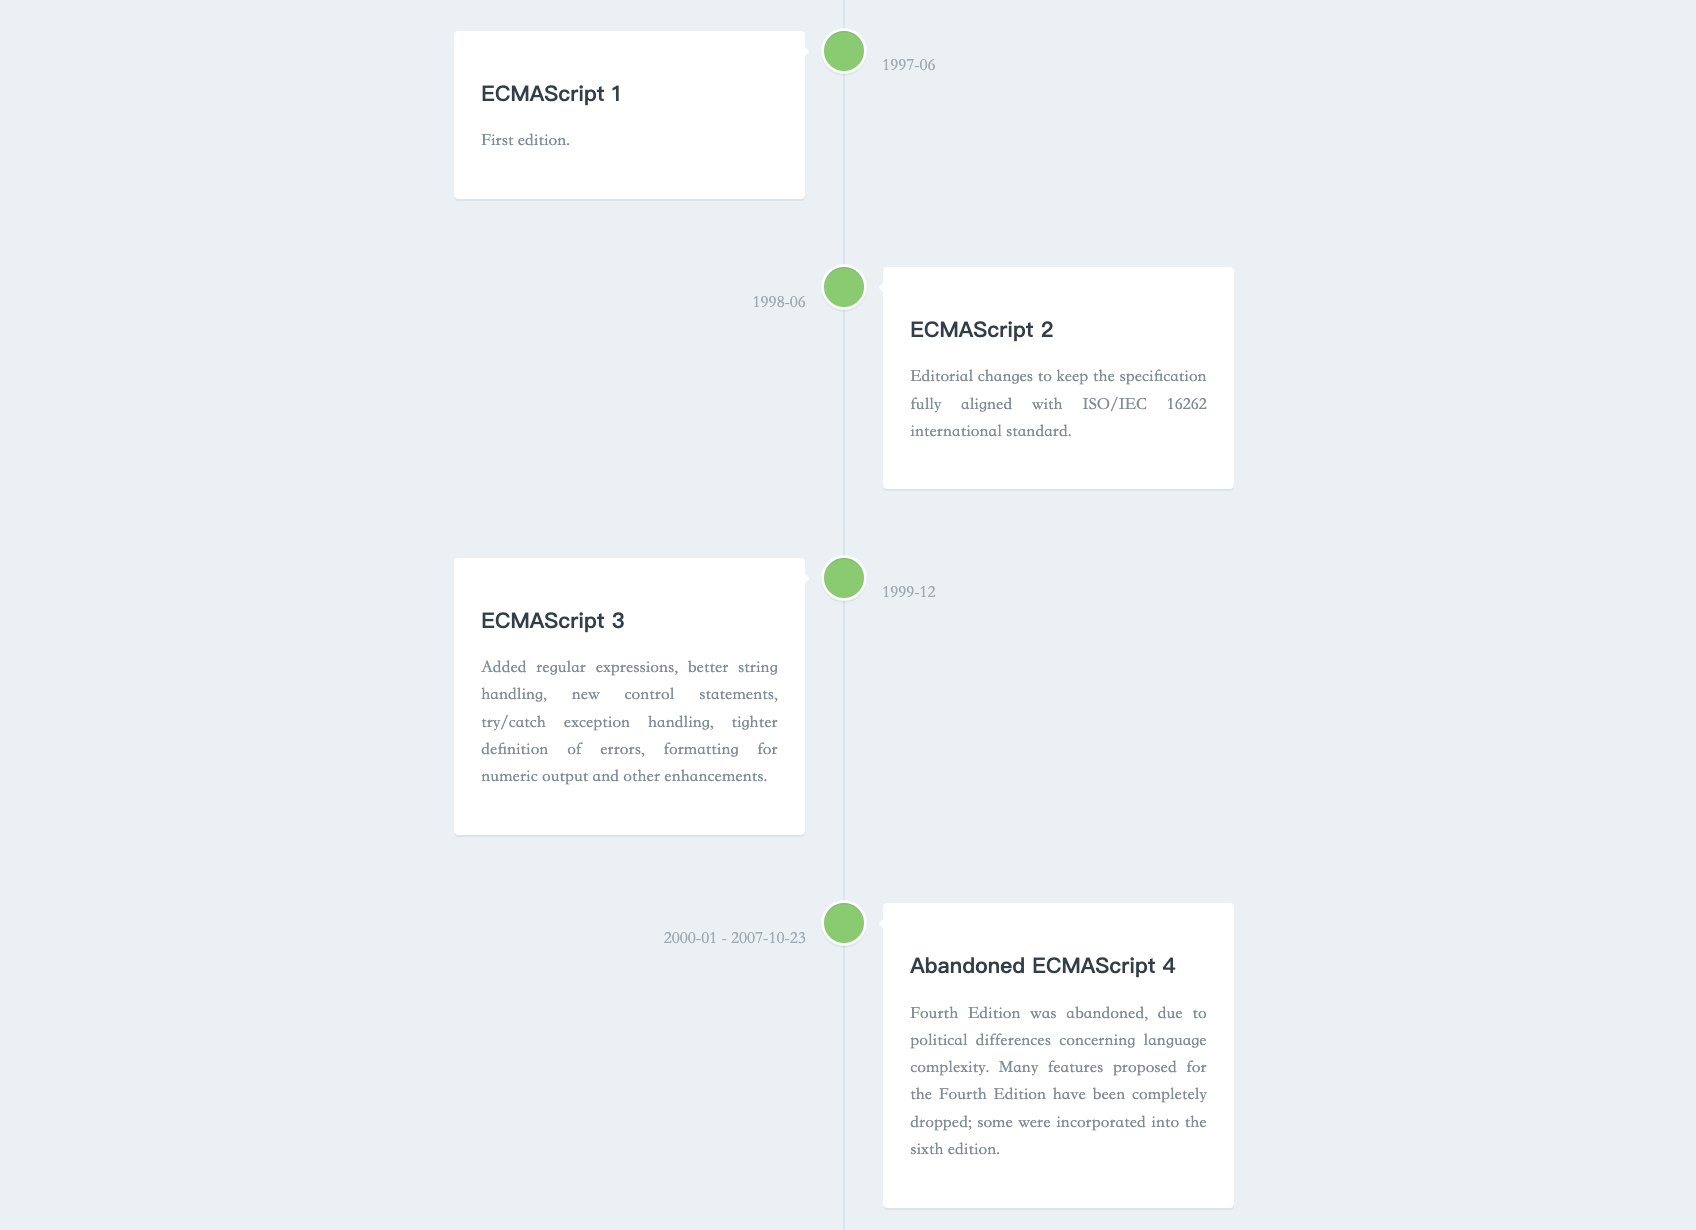 1997-06
ECMAScript 1
First edition.
1998-06
ECMAScript 2
Editorial changes to keep the specification
fully aligned with ISO/IEC 16262
international standard.
1999-12
ECMAScript 3
Added regular expressions, better string
handling, new control statements,
try/catch exception handling, tighter
definition of errors, formatting for
numeric output and other enhancements.
2000-01 - 2007-10-23
Abandoned ECMAScript 4
Fourth Edition was abandoned, due to
political differences concerning language
complexity. Many features proposed for
the Fourth Edition have been completely
dropped; some were incorporated into the
sixth edition.